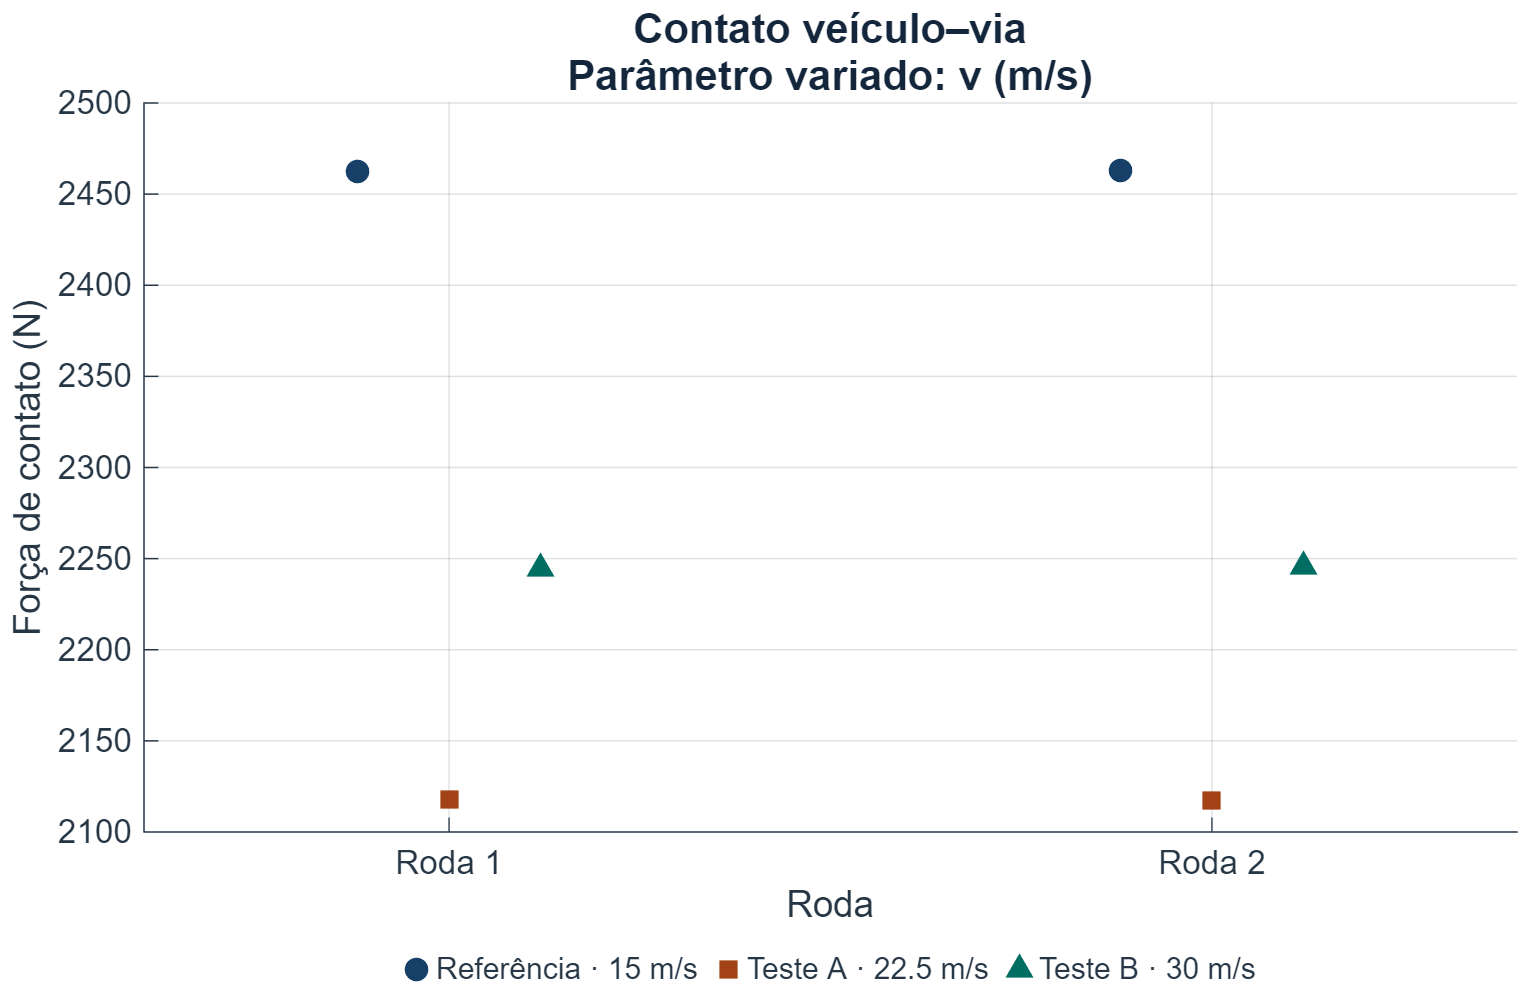 Contato veículo–via
Parâmetro variado: v (m/s)
Força de contato (N)
2500
2450
2400
2350
2300
2250
2200
2150
2100
Roda 1
Roda 2
Roda
Referência · 15 m/s
Teste A · 22.5 m/s
Teste B · 30 m/s